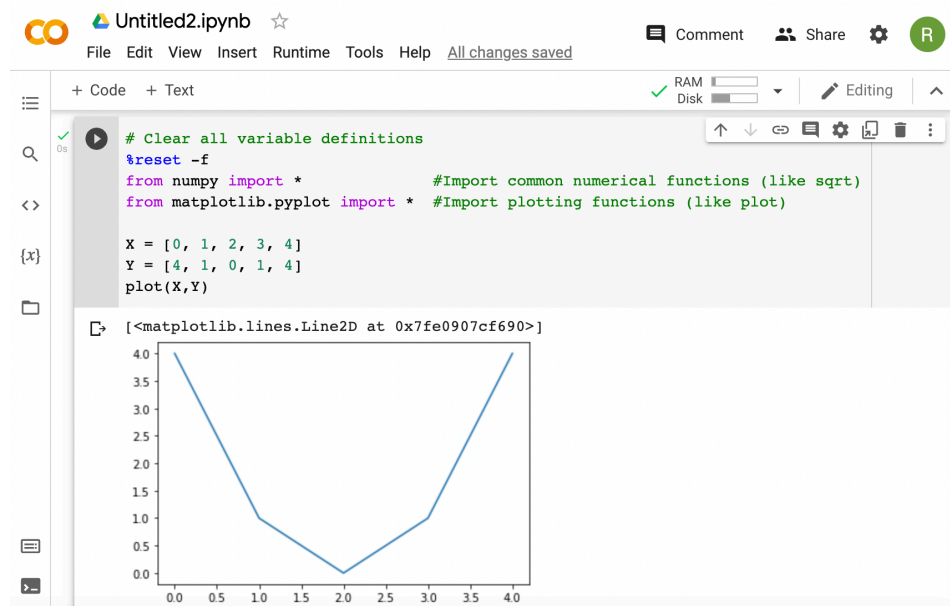 Untitled2.ipynb
Comment
Share
R
File Edit View Insert Runtime Tools Help All changes saved
+ Code + Text
RAM
Disk
Editing
0s
# Clear all variable definitions
%reset -f
from numpy import * #Import common numerical functions (like sqrt)
from matplotlib.pyplot import * #Import plotting functions (like plot)
X = [0, 1, 2, 3, 4]
Y = [4, 1, 0, 1, 4]
plot(X,Y)
{x}
[<matplotlib.lines.Line2D at 0x7fe0907cf690>]
4.0
3.5
3.0
2.5
2.0
1.5
1.0
0.5
0.0
0.0 0.5 1.0 1.5 2.0 2.5 3.0 3.5 4.0